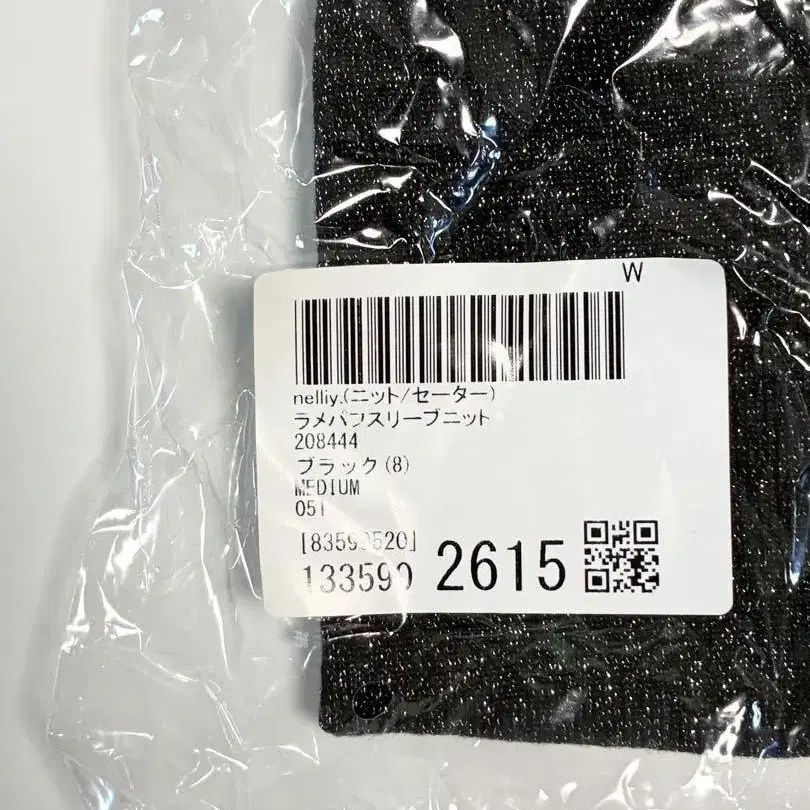 W
nelliy.(ニット/セーター)
ラメパフスリーブニット
208444
ブラック(8)
MEDIUM
051
[83590520]
133590 2615